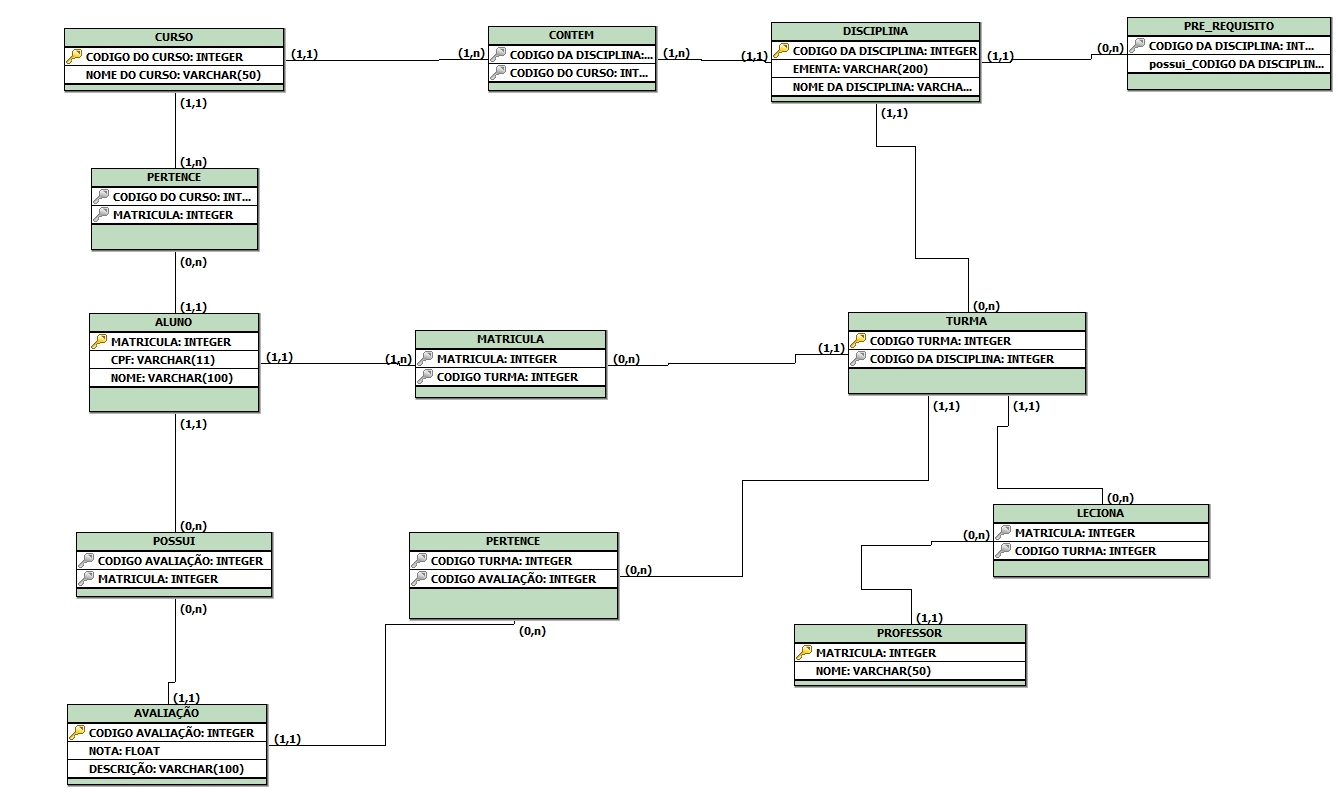 CURSO
CODIGO DO CURSO: INTEGER
NOME DO CURSO: VARCHAR(50)
(1,1)
(1,n)
CONTEM
CODIGO DA DISCIPLINA:...
CODIGO DO CURSO: INT...
(1,n)
(1,1)
DISCIPLINA
CODIGO DA DISCIPLINA: INTEGER
EMENTA: VARCHAR(200)
NOME DA DISCIPLINA: VARCHA...
(1,1)
(0,n)
PRE_REQUISITO
CODIGO DA DISCIPLINA: INT...
possui_CODIGO DA DISCIPLIN...
(1,1)
(1,1)
(1,n)
PERTENCE
CODIGO DO CURSO: INT...
MATRICULA: INTEGER
(0,n)
(1,1)
ALUNO
MATRICULA: INTEGER
CPF: VARCHAR(11)
NOME: VARCHAR(100)
(1,1)
(1,n)
MATRICULA
MATRICULA: INTEGER
CODIGO TURMA: INTEGER
(0,n)
(1,1)
(0,n)
TURMA
CODIGO TURMA: INTEGER
CODIGO DA DISCIPLINA: INTEGER
(1,1)
(1,1)
(1,1)
(0,n)
POSSUI
CODIGO AVALIAÇÃO: INTEGER
MATRICULA: INTEGER
(0,n)
PERTENCE
CODIGO TURMA: INTEGER
CODIGO AVALIAÇÃO: INTEGER
(0,n)
(0,n)
(0,n)
LECIONA
MATRICULA: INTEGER
CODIGO TURMA: INTEGER
(0,n)
(1,1)
PROFESSOR
MATRICULA: INTEGER
NOME: VARCHAR(50)
(1,1)
AVALIAÇÃO
CODIGO AVALIAÇÃO: INTEGER
NOTA: FLOAT
DESCRIÇÃO: VARCHAR(100)
(1,1)